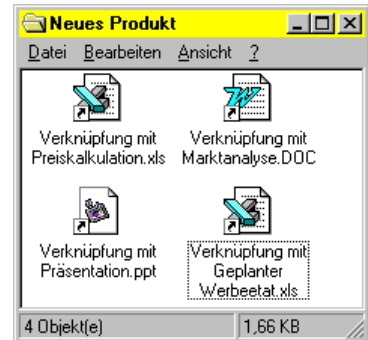 Neues Produkt
Datei Bearbeiten Ansicht ?
Verknüpfung mit
Preiskalkulation.xls
Verknüpfung mit
Marktanalyse.DOC
Verknüpfung mit
Präsentation.ppt
Verknüpfung mit
Geplanter
Werbeetat.xls
4 Objekt(e)
1,66 KB